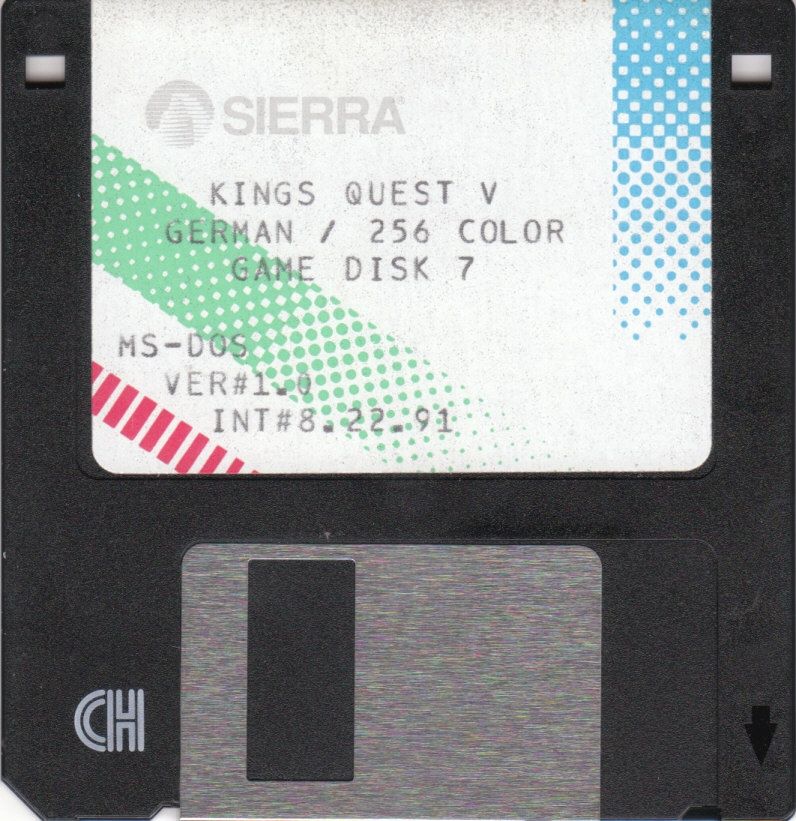 SIERRA
KINGS QUEST V
GERMAN / 256 COLOR
GAME DISK 7
MS-DOS
VER#1.0
INT#8.22.91
CH